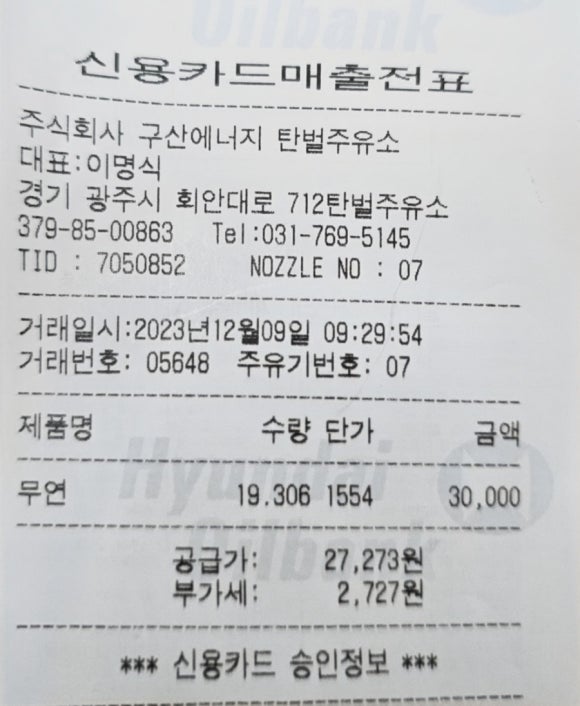 Oilbank
신용카드매출전표
주식회사 구산에너지 탄벌주유소
대표:이명식
경기 광주시 회안대로 712탄벌주유소
379-85-00863 Tel:031-769-5145
TID : 7050852 NOZZLE NO : 07
거래일시:2023년12월09일 09:29:54
거래번호: 05648 주유기번호: 07
제품명 수량 단가 금액
Hyundai
무연 19.306 1554 30,000
Oilbank
공급가: 27,273원
부가세: 2,727원
*** 신용카드 승인정보 ***